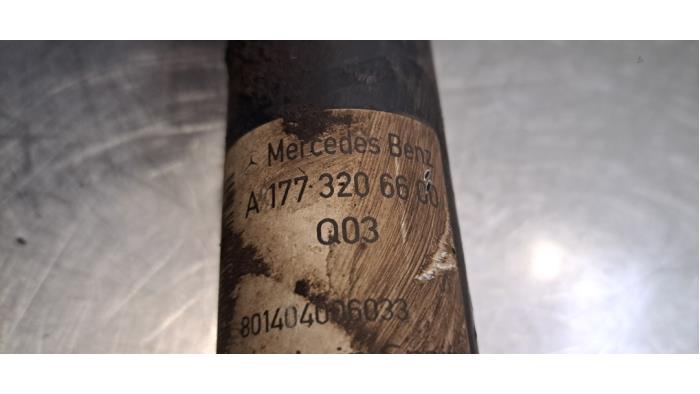 Mercedes Benz
A 177 320 66 00
Q03
801404006033